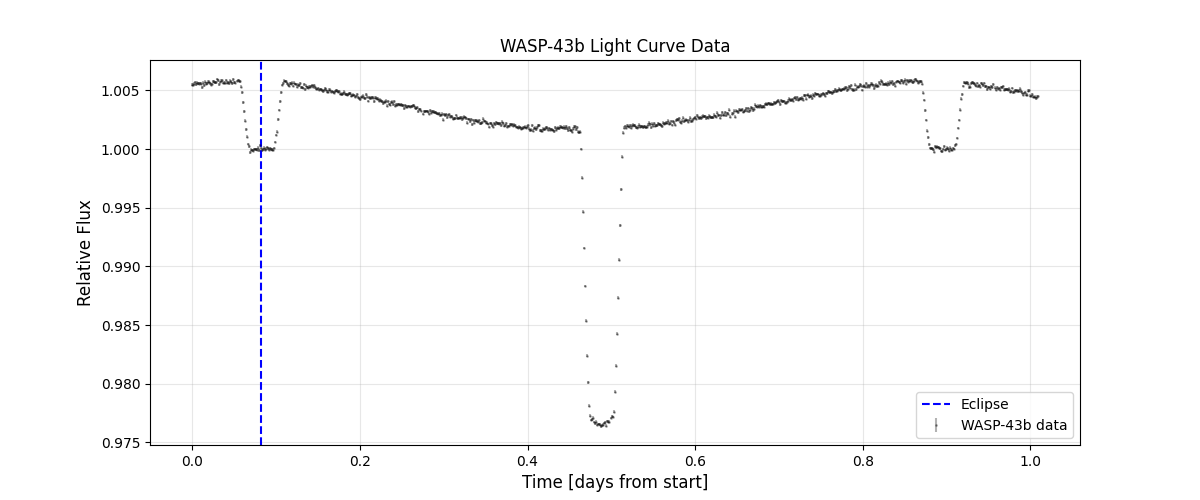 WASP-43b Light Curve Data
Relative Flux
1.005
1.000
0.995
0.990
0.985
0.980
0.975
0.0
0.2
0.4
0.6
0.8
1.0
Time [days from start]
Eclipse
WASP-43b data